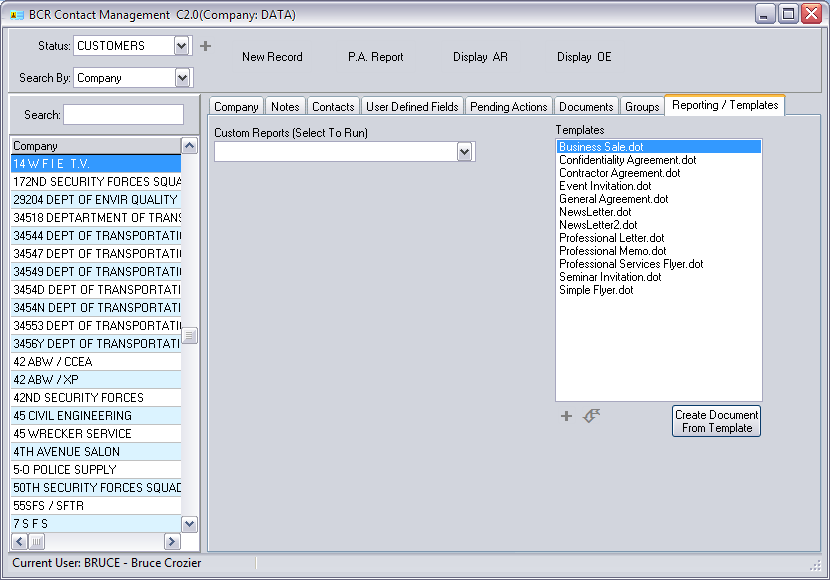 BCR Contact Management C2.0(Company: DATA)
Status: CUSTOMERS
New Record P.A. Report Display AR Display OE
Search By: Company
Search:
Company Notes Contacts User Defined Fields Pending Actions Documents Groups Reporting / Templates
Company
14 W F I E T.V.
172ND SECURITY FORCES SQUA
29204 DEPT OF ENVIR QUALITY
34518 DEPTARTMENT OF TRANS
34544 DEPT OF TRANSPORTATI
34547 DEPT OF TRANSPORTATI
34549 DEPT OF TRANSPORTATI
3454D DEPT OF TRANSPORTATI
3454N DEPT OF TRANSPORTATI
34553 DEPT OF TRANSPORTATI
3456Y DEPT OF TRANSPORTATI
42 ABW / CCEA
42 ABW / XP
42ND SECURITY FORCES
45 CIVIL ENGINEERING
45 WRECKER SERVICE
4TH AVENUE SALON
5-0 POLICE SUPPLY
50TH SECURITY FORCES SQUAD
55SFS / SFTR
7 S F S
Custom Reports (Select To Run)
Templates
Business Sale.dot
Confidentiality Agreement.dot
Contractor Agreement.dot
Event Invitation.dot
General Agreement.dot
NewsLetter.dot
NewsLetter2.dot
Professional Letter.dot
Professional Memo.dot
Professional Services Flyer.dot
Seminar Invitation.dot
Simple Flyer.dot
Create Document
From Template
Current User: BRUCE - Bruce Crozier